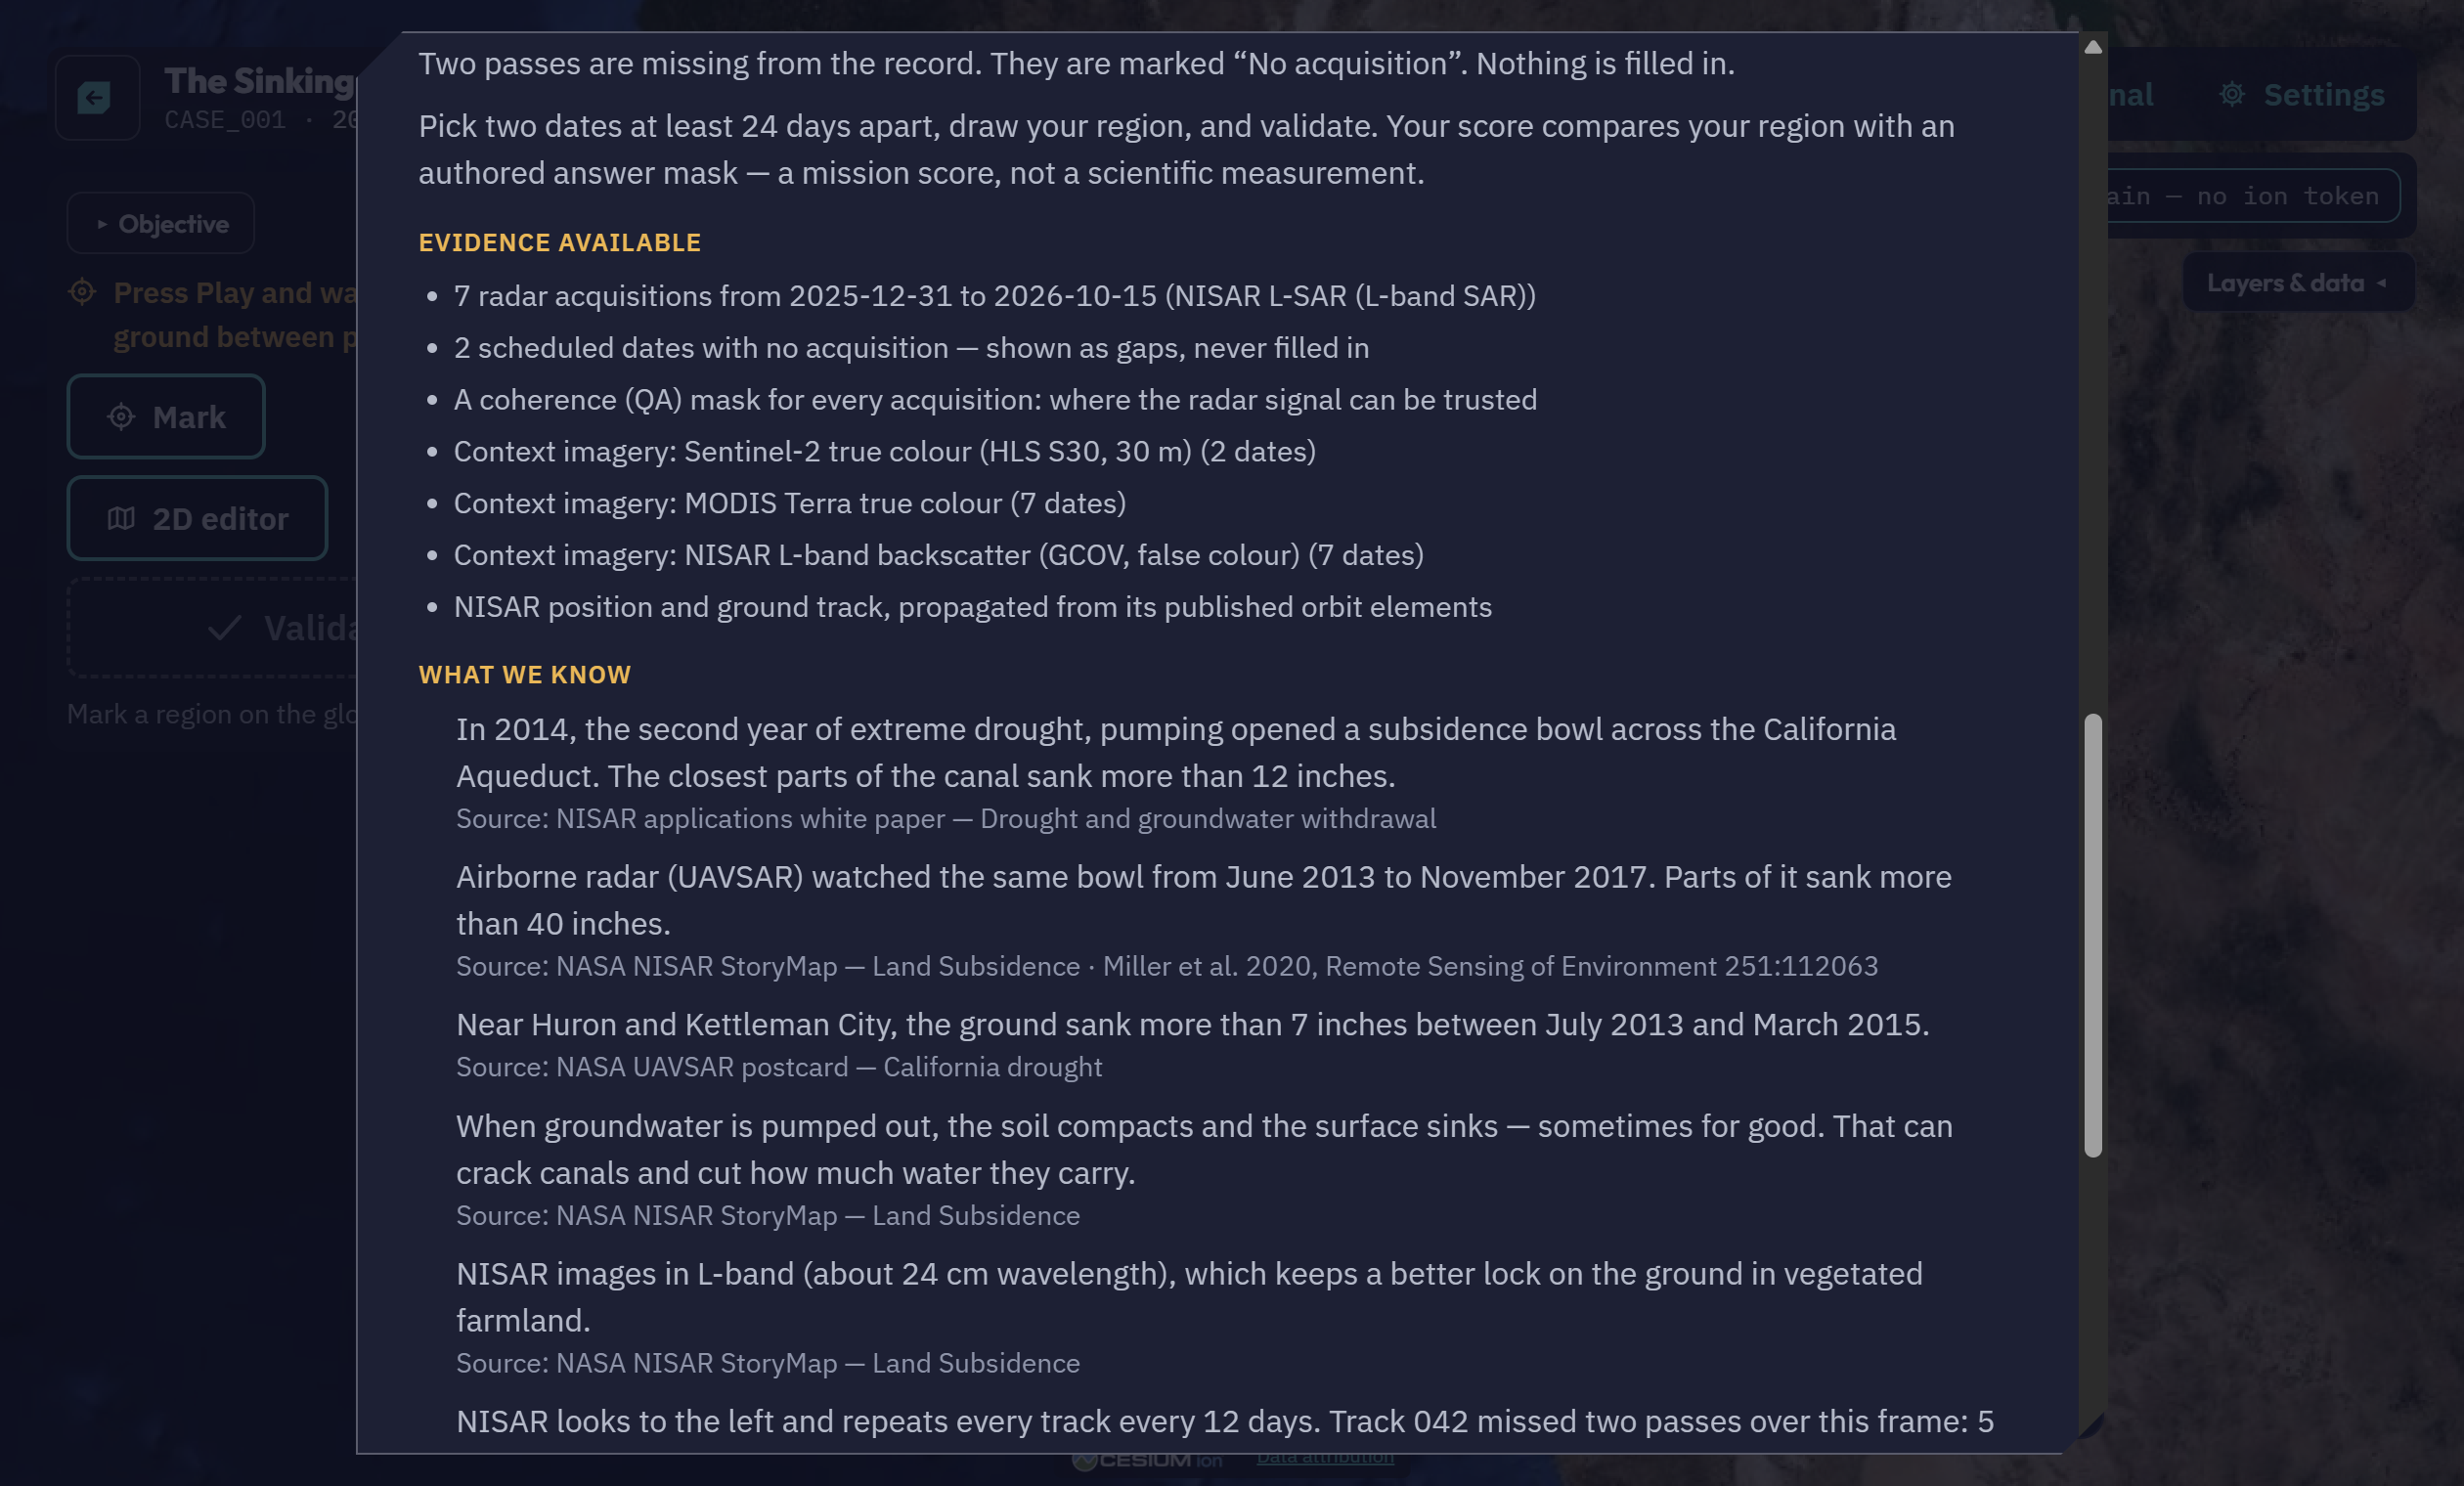 Two passes are missing from the record. They are marked “No acquisition”. Nothing is filled in.
Pick two dates at least 24 days apart, draw your region, and validate. Your score compares your region with an
authored answer mask — a mission score, not a scientific measurement.
EVIDENCE AVAILABLE
• 7 radar acquisitions from 2025-12-31 to 2026-10-15 (NISAR L-SAR (L-band SAR))
• 2 scheduled dates with no acquisition — shown as gaps, never filled in
• A coherence (QA) mask for every acquisition: where the radar signal can be trusted
• Context imagery: Sentinel-2 true colour (HLS S30, 30 m) (2 dates)
• Context imagery: MODIS Terra true colour (7 dates)
• Context imagery: NISAR L-band backscatter (GCOV, false colour) (7 dates)
• NISAR position and ground track, propagated from its published orbit elements
WHAT WE KNOW
In 2014, the second year of extreme drought, pumping opened a subsidence bowl across the California
Aqueduct. The closest parts of the canal sank more than 12 inches.
Source: NISAR applications white paper — Drought and groundwater withdrawal
Airborne radar (UAVSAR) watched the same bowl from June 2013 to November 2017. Parts of it sank more
than 40 inches.
Source: NASA NISAR StoryMap — Land Subsidence · Miller et al. 2020, Remote Sensing of Environment 251:112063
Near Huron and Kettleman City, the ground sank more than 7 inches between July 2013 and March 2015.
Source: NASA UAVSAR postcard — California drought
When groundwater is pumped out, the soil compacts and the surface sinks — sometimes for good. That can
crack canals and cut how much water they carry.
Source: NASA NISAR StoryMap — Land Subsidence
NISAR images in L-band (about 24 cm wavelength), which keeps a better lock on the ground in vegetated
farmland.
Source: NASA NISAR StoryMap — Land Subsidence
NISAR looks to the left and repeats every track every 12 days. Track 042 missed two passes over this frame: 5
The Sinking
CASE_001 · 20
▸ Objective
Press Play and wa
ground between p
Mark
2D editor
Valida
Mark a region on the glo
nal
Settings
ain — no ion token
Layers & data ◂
CESIUM ion
Data attribution